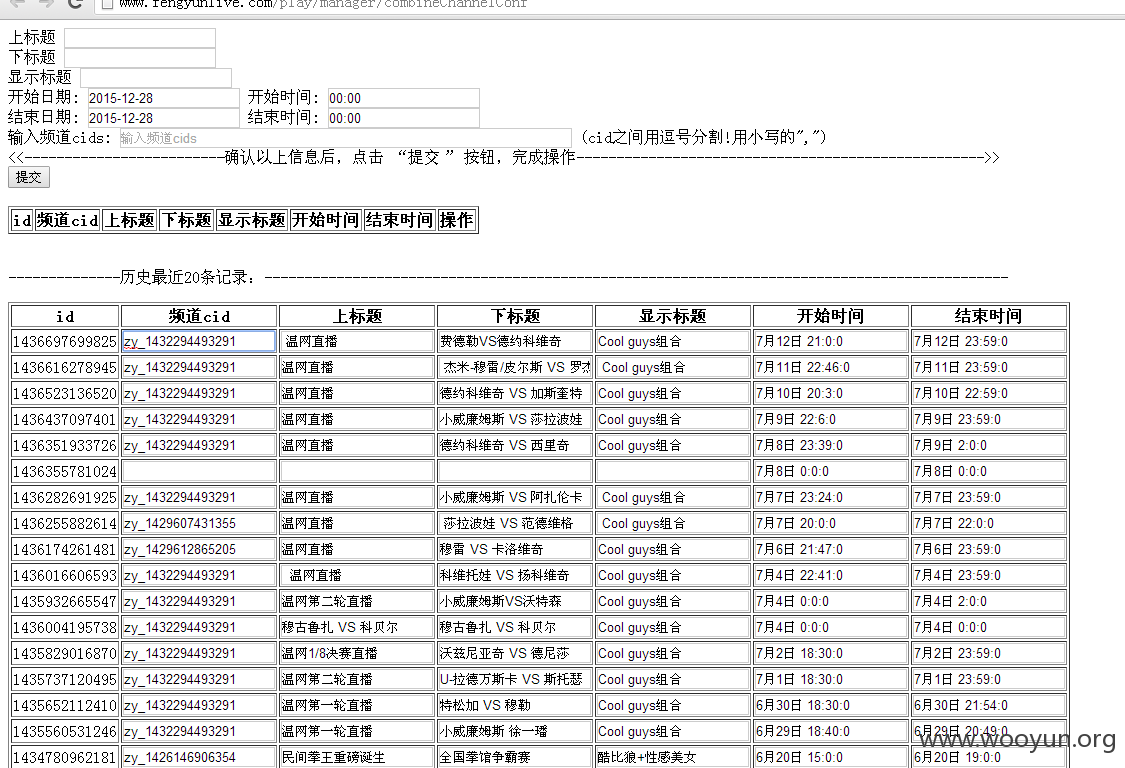 www.fengyunlive.com/play/manager/combineChannelConf
上标题
下标题
显示标题
开始日期: 2015-12-28 开始时间: 00:00
结束日期: 2015-12-28 结束时间: 00:00
输入频道cids: 输入频道cids (cid之间用逗号分割!用小写的",")
<<-------------------------确认以上信息后，点击 “提交 ”按钮，完成操作--------------------------------------------------->>
提交
id 频道cid 上标题 下标题 显示标题 开始时间 结束时间 操作
--------------历史最近20条记录: ---------------------------------------------------------------------------------------------
id 频道cid 上标题 下标题 显示标题 开始时间 结束时间
1436697699825 zy_1432294493291 温网直播 费德勒VS德约科维奇 Cool guys组合 7月12日 21:0:0 7月12日 23:59:0
1436616278945 zy_1432294493291 温网直播 杰米-穆雷/皮尔斯 VS 罗杰 Cool guys组合 7月11日 22:46:0 7月11日 23:59:0
1436523136520 zy_1432294493291 温网直播 德约科维奇 VS 加斯奎特 Cool guys组合 7月10日 20:3:0 7月10日 22:59:0
1436437097401 zy_1432294493291 温网直播 小威廉姆斯 VS 莎拉波娃 Cool guys组合 7月9日 22:6:0 7月9日 23:59:0
1436351933726 zy_1432294493291 温网直播 德约科维奇 VS 西里奇 Cool guys组合 7月8日 23:39:0 7月9日 2:0:0
1436355781024 7月8日 0:0:0 7月8日 0:0:0
1436282691925 zy_1432294493291 温网直播 小威廉姆斯 VS 阿扎伦卡 Cool guys组合 7月7日 23:24:0 7月7日 23:59:0
1436255882614 zy_1429607431355 温网直播 莎拉波娃 VS 范德维格 Cool guys组合 7月7日 20:0:0 7月7日 22:0:0
1436174261481 zy_1429612865205 温网直播 穆雷 VS 卡洛维奇 Cool guys组合 7月6日 21:47:0 7月6日 23:59:0
1436016606593 zy_1432294493291 温网直播 科维托娃 VS 扬科维奇 Cool guys组合 7月4日 22:41:0 7月4日 23:59:0
1435932665547 zy_1432294493291 温网第二轮直播 小威廉姆斯VS沃特森 Cool guys组合 7月4日 0:0:0 7月4日 2:0:0
1436004195738 zy_1432294493291 穆古鲁扎 VS 科贝尔 穆古鲁扎 VS 科贝尔 Cool guys组合 7月4日 0:0:0 7月4日 0:0:0
1435829016870 zy_1432294493291 温网1/8决赛直播 沃兹尼亚奇 VS 德尼莎 Cool guys组合 7月2日 18:30:0 7月2日 23:59:0
1435737120495 zy_1432294493291 温网第二轮直播 U-拉德万斯卡 VS 斯托瑟 Cool guys组合 7月1日 18:30:0 7月1日 23:59:0
1435652112410 zy_1432294493291 温网第一轮直播 特松加 VS 穆勒 Cool guys组合 6月30日 18:30:0 6月30日 21:54:0
1435560531246 zy_1432294493291 温网第一轮直播 小威廉姆斯 徐一璠 Cool guys组合 6月29日 18:40:0 6月29日 20:49:0
1434780962181 zy_1426146906354 民间拳王重磅诞生 全国拳馆争霸赛 酷比狼+性感美女 6月20日 15:0:0 6月20日 19:0:0
www.wooyun.org